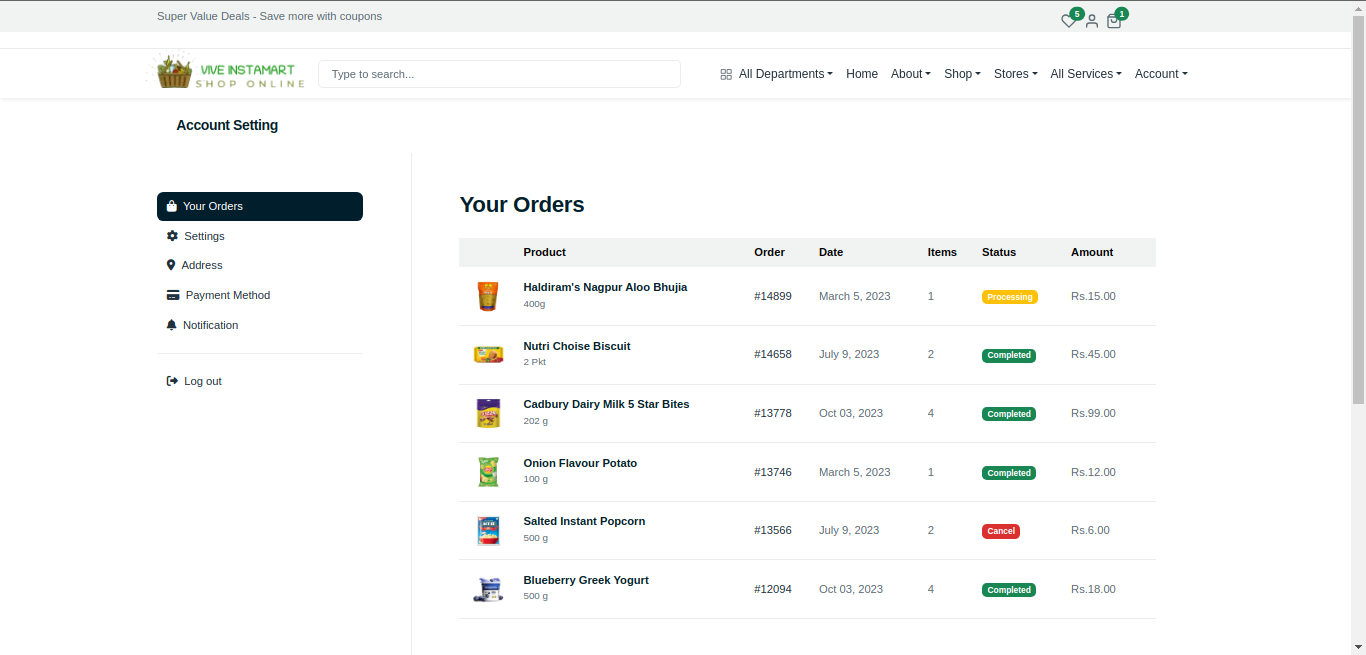 Super Value Deals - Save more with coupons
5
1
VIVE INSTAMART
SHOP ONLINE
Type to search...
All Departments
Home
About
Shop
Stores
All Services
Account
Account Setting
Your Orders
Settings
Address
Payment Method
Notification
Log out
Your Orders
Product Order Date Items Status Amount
Haldiram's Nagpur Aloo Bhujia
400g
#14899 March 5, 2023 1 Processing Rs.15.00
Nutri Choise Biscuit
2 Pkt
#14658 July 9, 2023 2 Completed Rs.45.00
Cadbury Dairy Milk 5 Star Bites
202 g
#13778 Oct 03, 2023 4 Completed Rs.99.00
Onion Flavour Potato
100 g
#13746 March 5, 2023 1 Completed Rs.12.00
Salted Instant Popcorn
500 g
#13566 July 9, 2023 2 Cancel Rs.6.00
Blueberry Greek Yogurt
500 g
#12094 Oct 03, 2023 4 Completed Rs.18.00